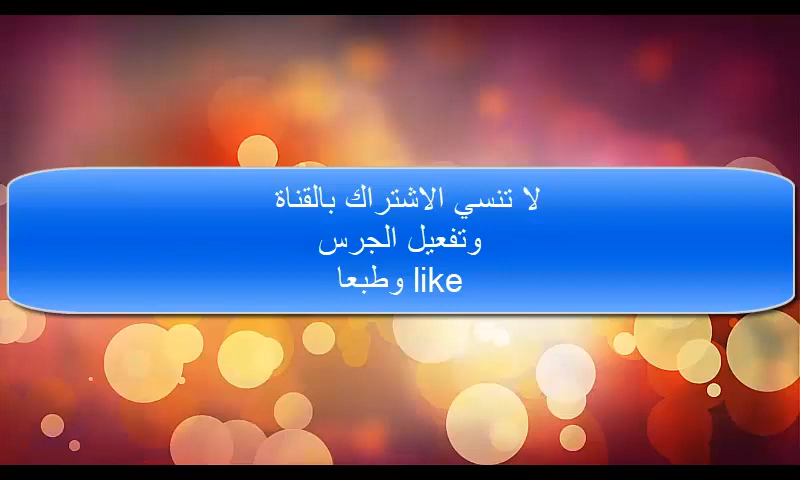 لا تنسي الاشتراك بالقناة
وتفعيل الجرس
وطبعا like